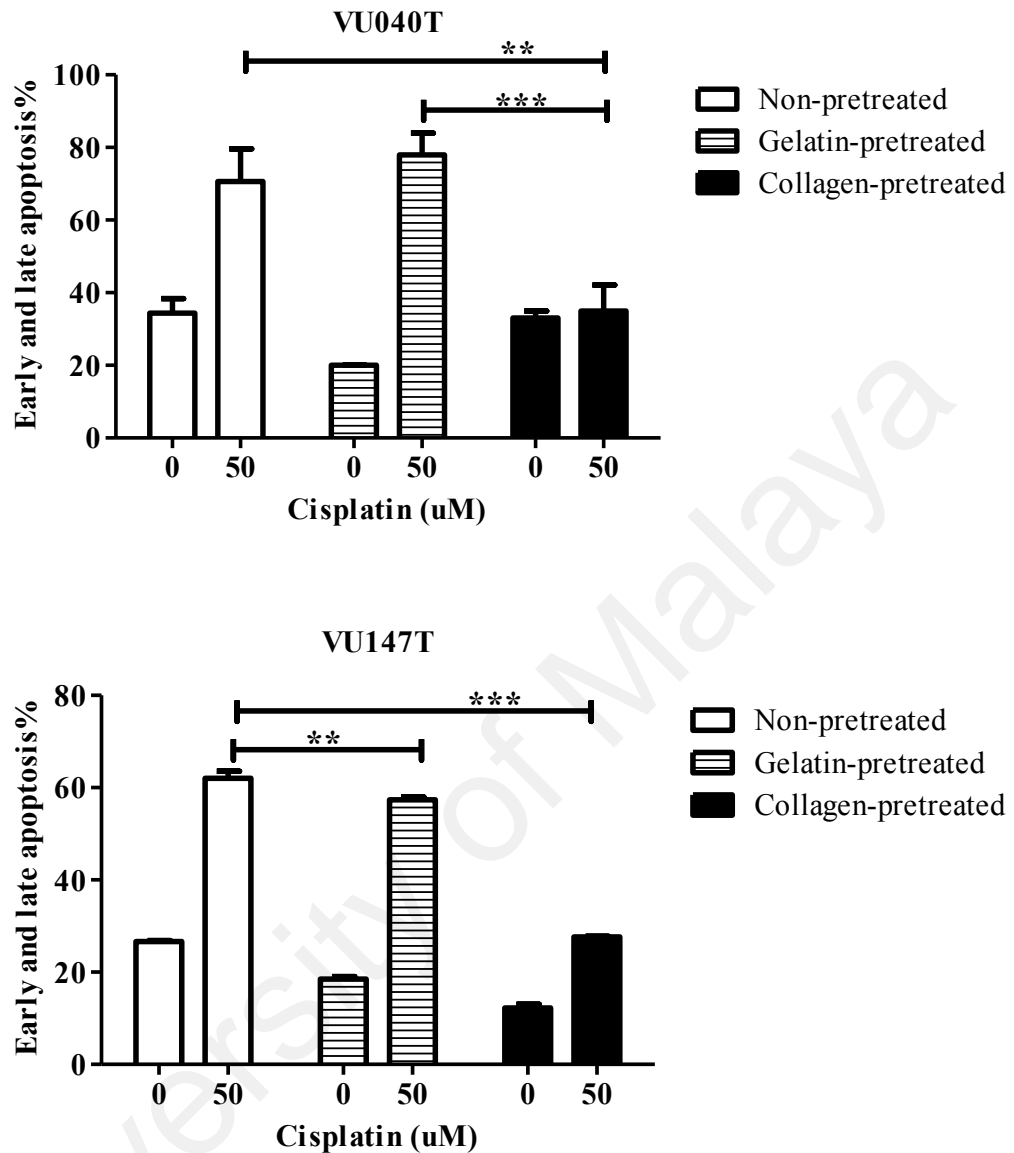 VU040T
Early and late apoptosis%
100
80
60
40
20
0
**
***
0 50 0 50 0 50
Cisplatin (uM)
Non-pretreated
Gelatin-pretreated
Collagen-pretreated
VU147T
Early and late apoptosis%
80
60
40
20
0
***
**
0 50 0 50 0 50
Cisplatin (uM)
Non-pretreated
Gelatin-pretreated
Collagen-pretreated
versity of Malaya